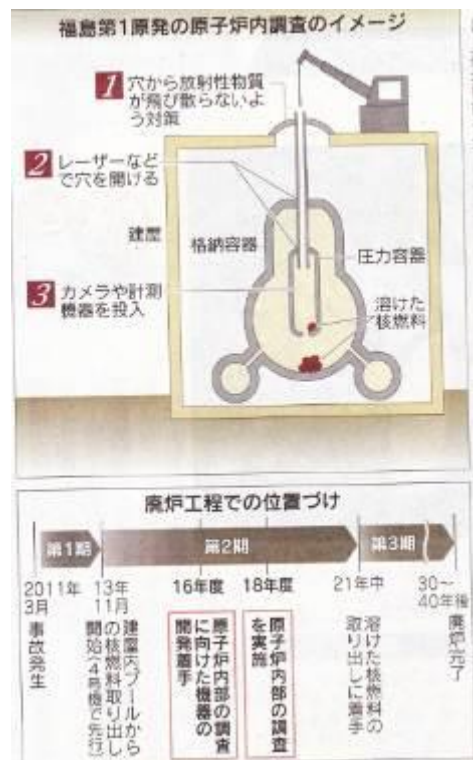 福島第1原発の原子炉内調査のイメージ
1 穴から放射性物質
が飛び散らないよ
う対策
2 レーザーなど
で穴を開ける
建屋
格納容器
圧力容器
3 カメラや計測
機器を投入
溶けた
核燃料
廃炉工程での位置づけ
第1期
第2期
第3期
2011年
3月
事故発生
13年
11月
建屋内プールから
の核燃料取り出し
開始(4号機で先行)
16年度
原子炉内部の調査
に向けた機器の
開発着手
18年度
原子炉内部の調査
を実施
21年中
溶けた核燃料の
取り出しに着手
30〜
40年後
廃炉完了